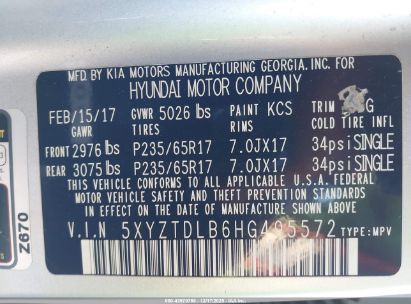 MFD. BY KIA MOTORS MANUFACTURING GEORGIA, INC. FOR
HYUNDAI MOTOR COMPANY
FEB/15/17 GVWR 5026 lbs PAINT KCS TRIM G
GAWR TIRES RIMS COLD TIRE INFL
FRONT 2976 lbs P235/65R17 7.0JX17 34psi SINGLE
REAR 3075 lbs P235/65R17 7.0JX17 34psi SINGLE
THIS VEHICLE CONFORMS TO ALL APPLICABLE U.S.A. FEDERAL
MOTOR VEHICLE SAFETY AND THEFT PREVENTION STANDARDS
IN EFFECT ON THE DATE OF MANUFACTURE SHOWN ABOVE.
V.I.N 5XYZTDLB6HG495572 TYPE: MPV
Z670